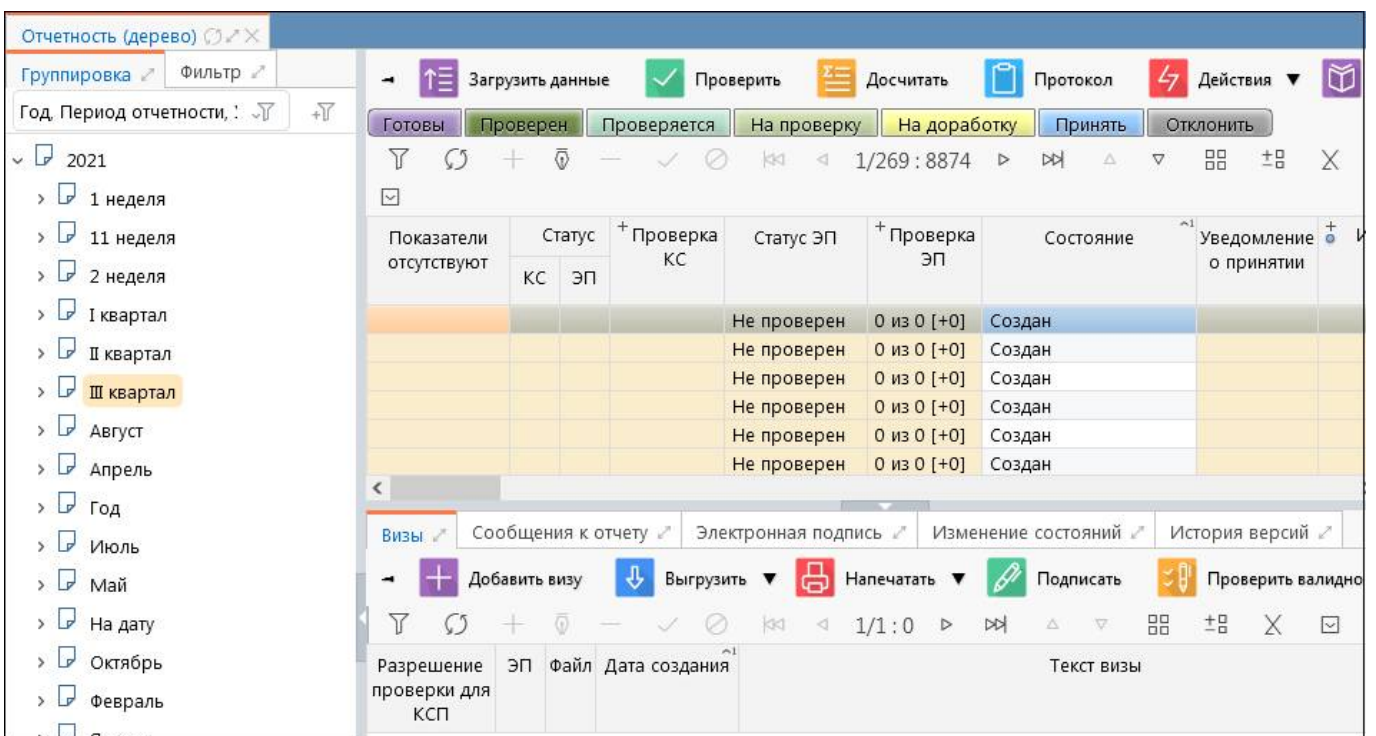 Отчетность (дерево)
Группировка Фильтр
Год, Период отчетности,
2021
1 неделя
11 неделя
2 неделя
I квартал
II квартал
III квартал
Август
Апрель
Год
Июль
Май
На дату
Октябрь
Февраль
Загрузить данные Проверить Досчитать Протокол Действия
Готовы Проверен Проверяется На проверку На доработку Принять Отклонить
1/269 : 8874
Показатели отсутствуют Статус Проверка КС Статус ЭП Проверка ЭП Состояние 1 Уведомление о принятии
КС ЭП
Не проверен 0 из 0 [+0] Создан
Не проверен 0 из 0 [+0] Создан
Не проверен 0 из 0 [+0] Создан
Не проверен 0 из 0 [+0] Создан
Не проверен 0 из 0 [+0] Создан
Не проверен 0 из 0 [+0] Создан
Визы Сообщения к отчету Электронная подпись Изменение состояний История версий
Добавить визу Выгрузить Напечатать Подписать Проверить валидно
1/1 : 0
Разрешение ЭП Файл Дата создания 1 Текст визы
проверки для
КСП